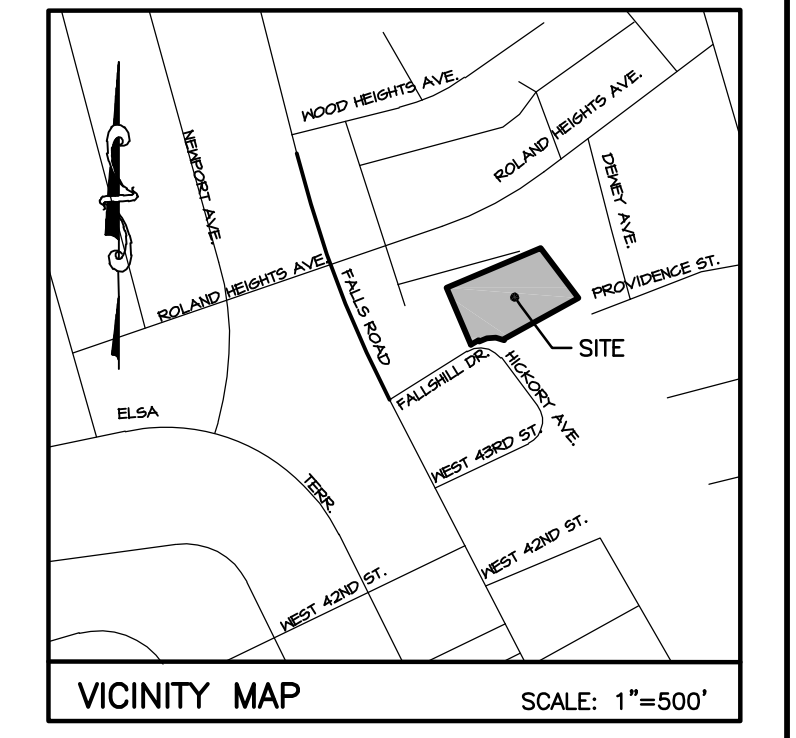 WOOD HEIGHTS AVE.
ROLAND HEIGHTS AVE.
NEWPORT AVE.
DEWEY AVE.
ROLAND HEIGHTS AVE.
FALLS ROAD
PROVIDENCE ST.
SITE
FALLSHILL DR.
HICKORY AVE.
ELSA
TERR.
WEST 43RD ST.
WEST 42ND ST.
WEST 42ND ST.
VICINITY MAP
SCALE: 1"=500'